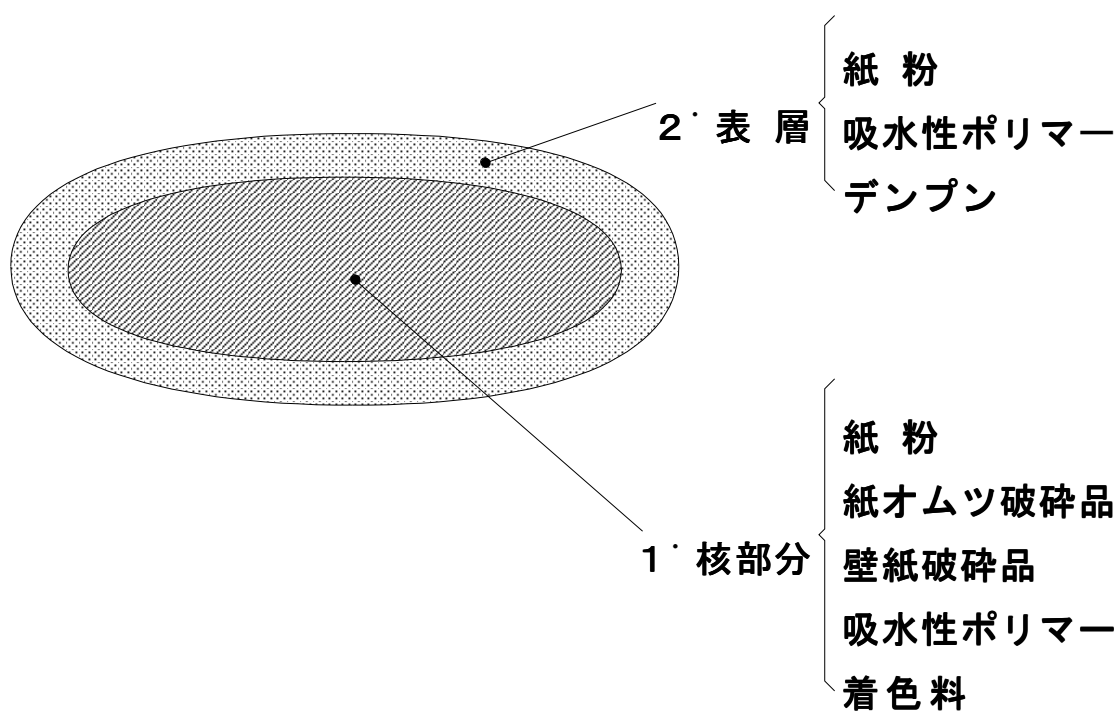 紙 粉
2・表 層
吸水性ポリマー
デンプン
紙 粉
紙オムツ破砕品
1・核部分
壁紙破砕品
吸水性ポリマー
着色料